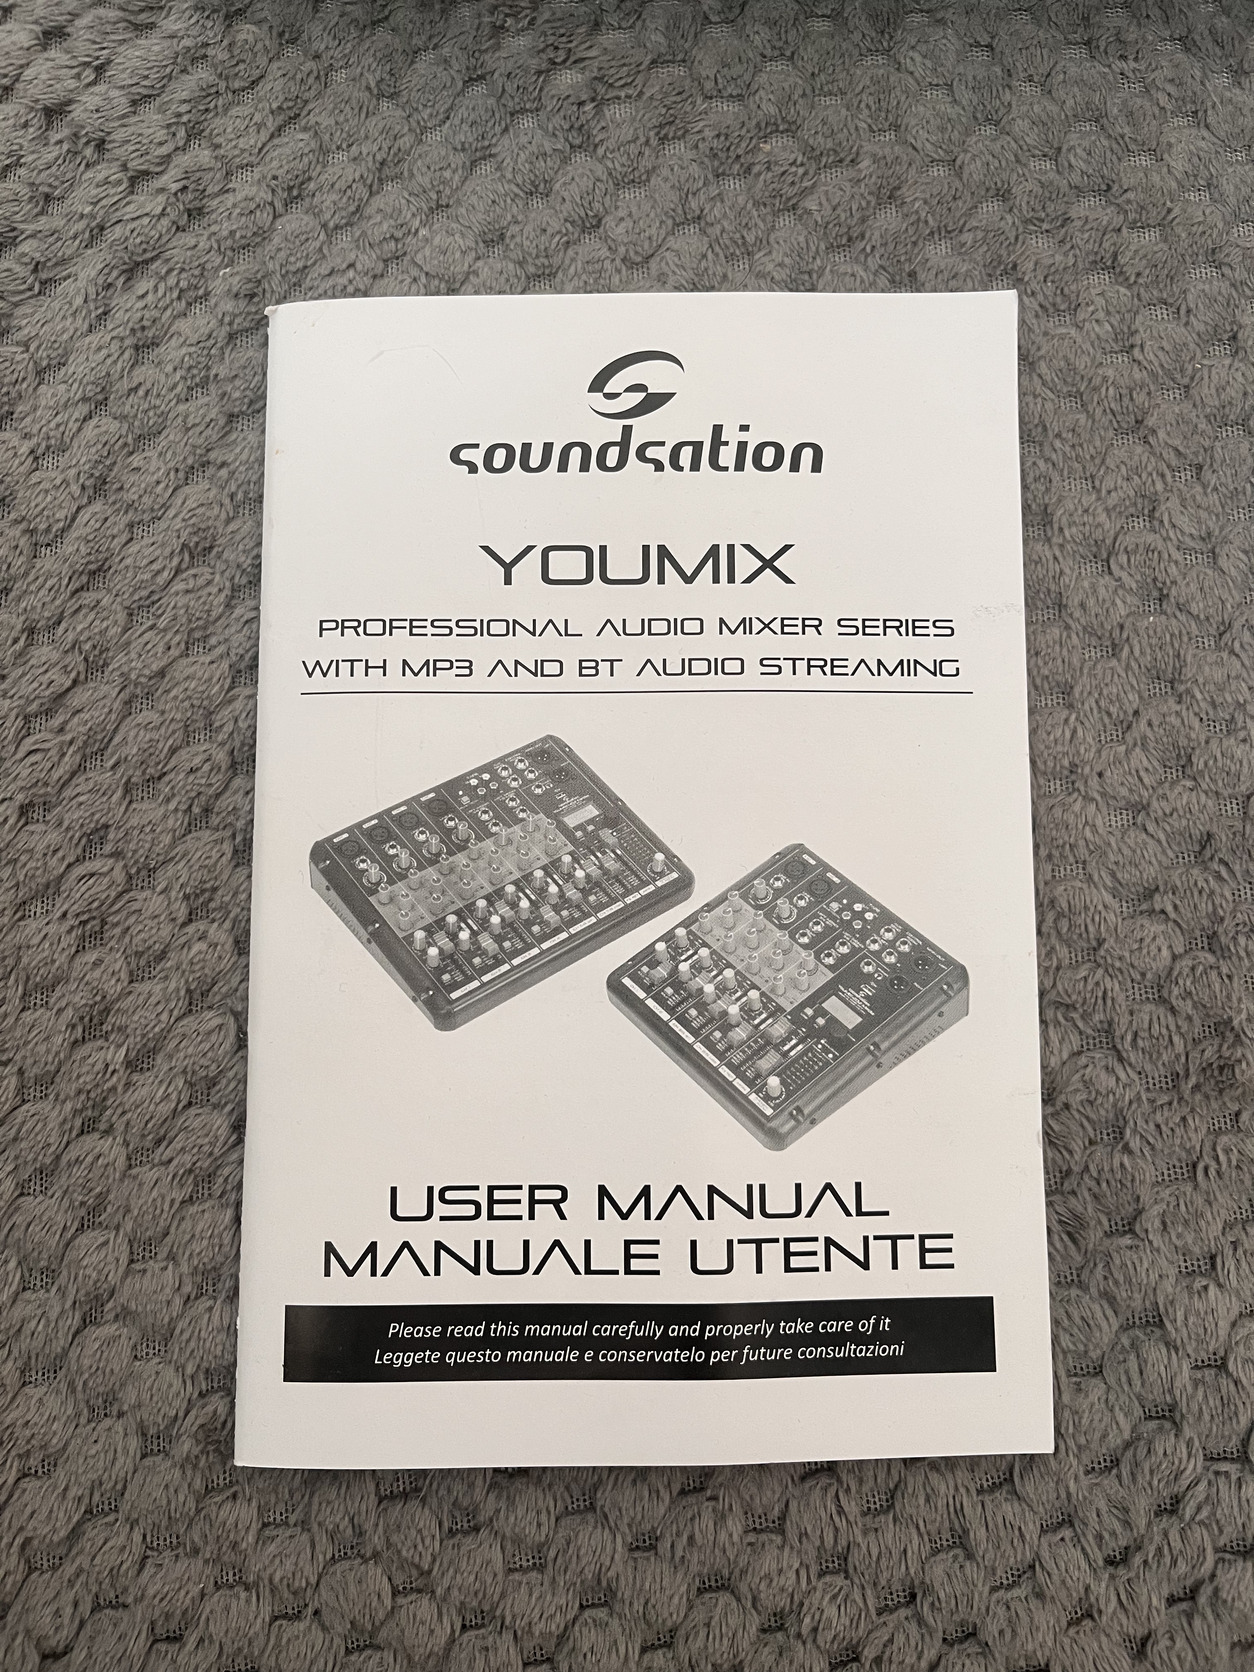 soundsation
YOUMIX
PROFESSIONAL AUDIO MIXER SERIES
WITH MP3 AND BT AUDIO STREAMING
USER MANUAL
MANUALE UTENTE
Please read this manual carefully and properly take care of it
Leggete questo manuale e conservatelo per future consultazioni